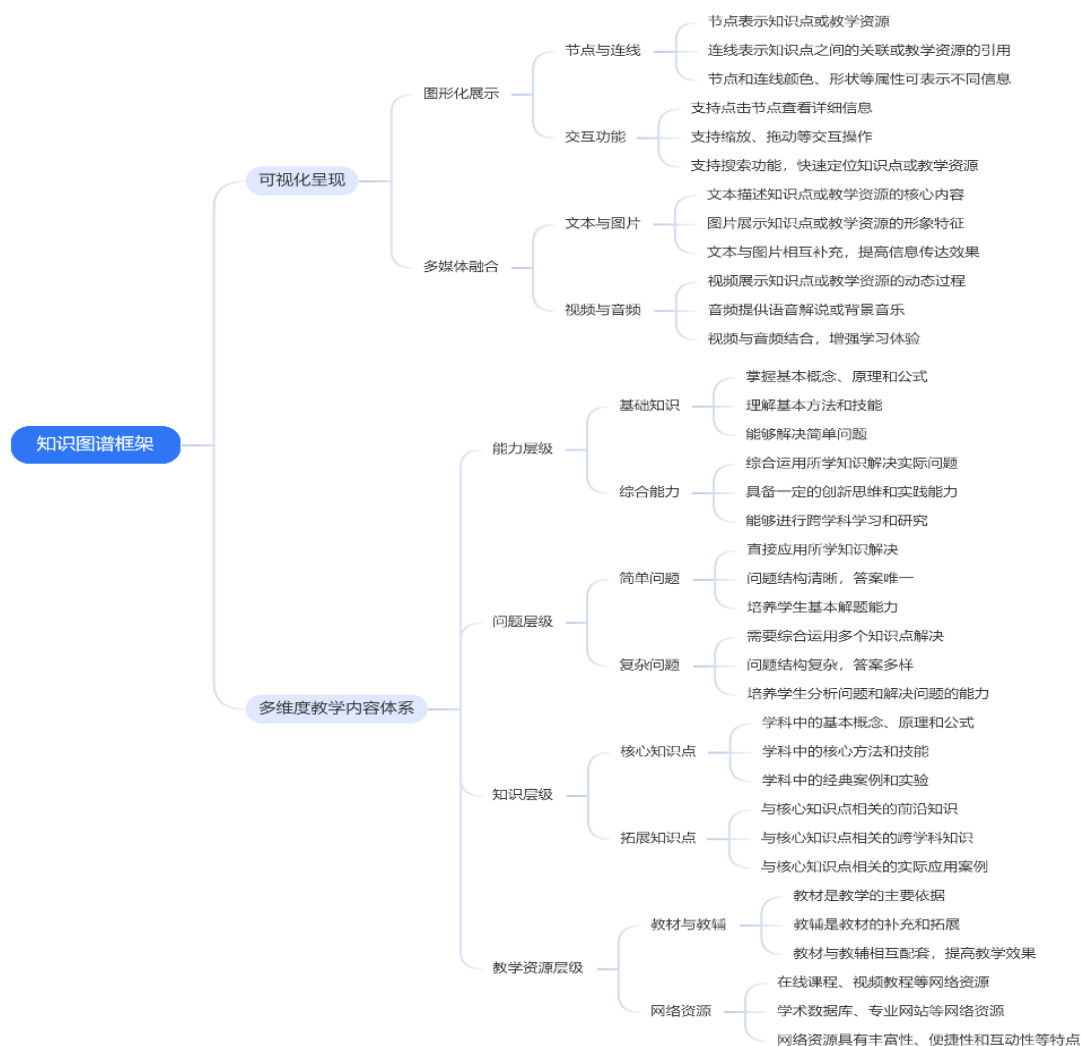 知识图谱框架
可视化呈现
图形化展示
节点与连线
节点表示知识点或教学资源
连线表示知识点之间的关联或教学资源的引用
节点和连线颜色、形状等属性可表示不同信息
交互功能
支持点击节点查看详细信息
支持缩放、拖动等交互操作
支持搜索功能，快速定位知识点或教学资源
多媒体融合
文本与图片
文本描述知识点或教学资源的核心内容
图片展示知识点或教学资源的形象特征
文本与图片相互补充，提高信息传达效果
视频与音频
视频展示知识点或教学资源的动态过程
音频提供语音解说或背景音乐
视频与音频结合，增强学习体验
多维度教学内容体系
能力层级
基础知识
掌握基本概念、原理和公式
理解基本方法和技能
能够解决简单问题
综合能力
综合运用所学知识解决实际问题
具备一定的创新思维和实践能力
能够进行跨学科学习和研究
问题层级
简单问题
直接应用所学知识解决
问题结构清晰，答案唯一
培养学生基本解题能力
复杂问题
需要综合运用多个知识点解决
问题结构复杂，答案多样
培养学生分析问题和解决问题的能力
知识层级
核心知识点
学科中的基本概念、原理和公式
学科中的核心方法和技能
学科中的经典案例和实验
拓展知识点
与核心知识点相关的前沿知识
与核心知识点相关的跨学科知识
与核心知识点相关的实际应用案例
教学资源层级
教材与教辅
教材是教学的主要依据
教辅是教材的补充和拓展
教材与教辅相互配套，提高教学效果
网络资源
在线课程、视频教程等网络资源
学术数据库、专业网站等网络资源
网络资源具有丰富性、便捷性和互动性等特点